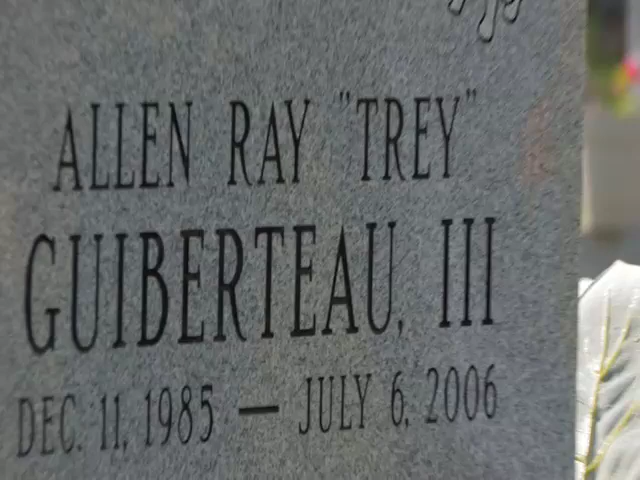 ALLEN RAY "TREY"
GUIBERTEAU, III
DEC. 11, 1985 — JULY 6, 2006